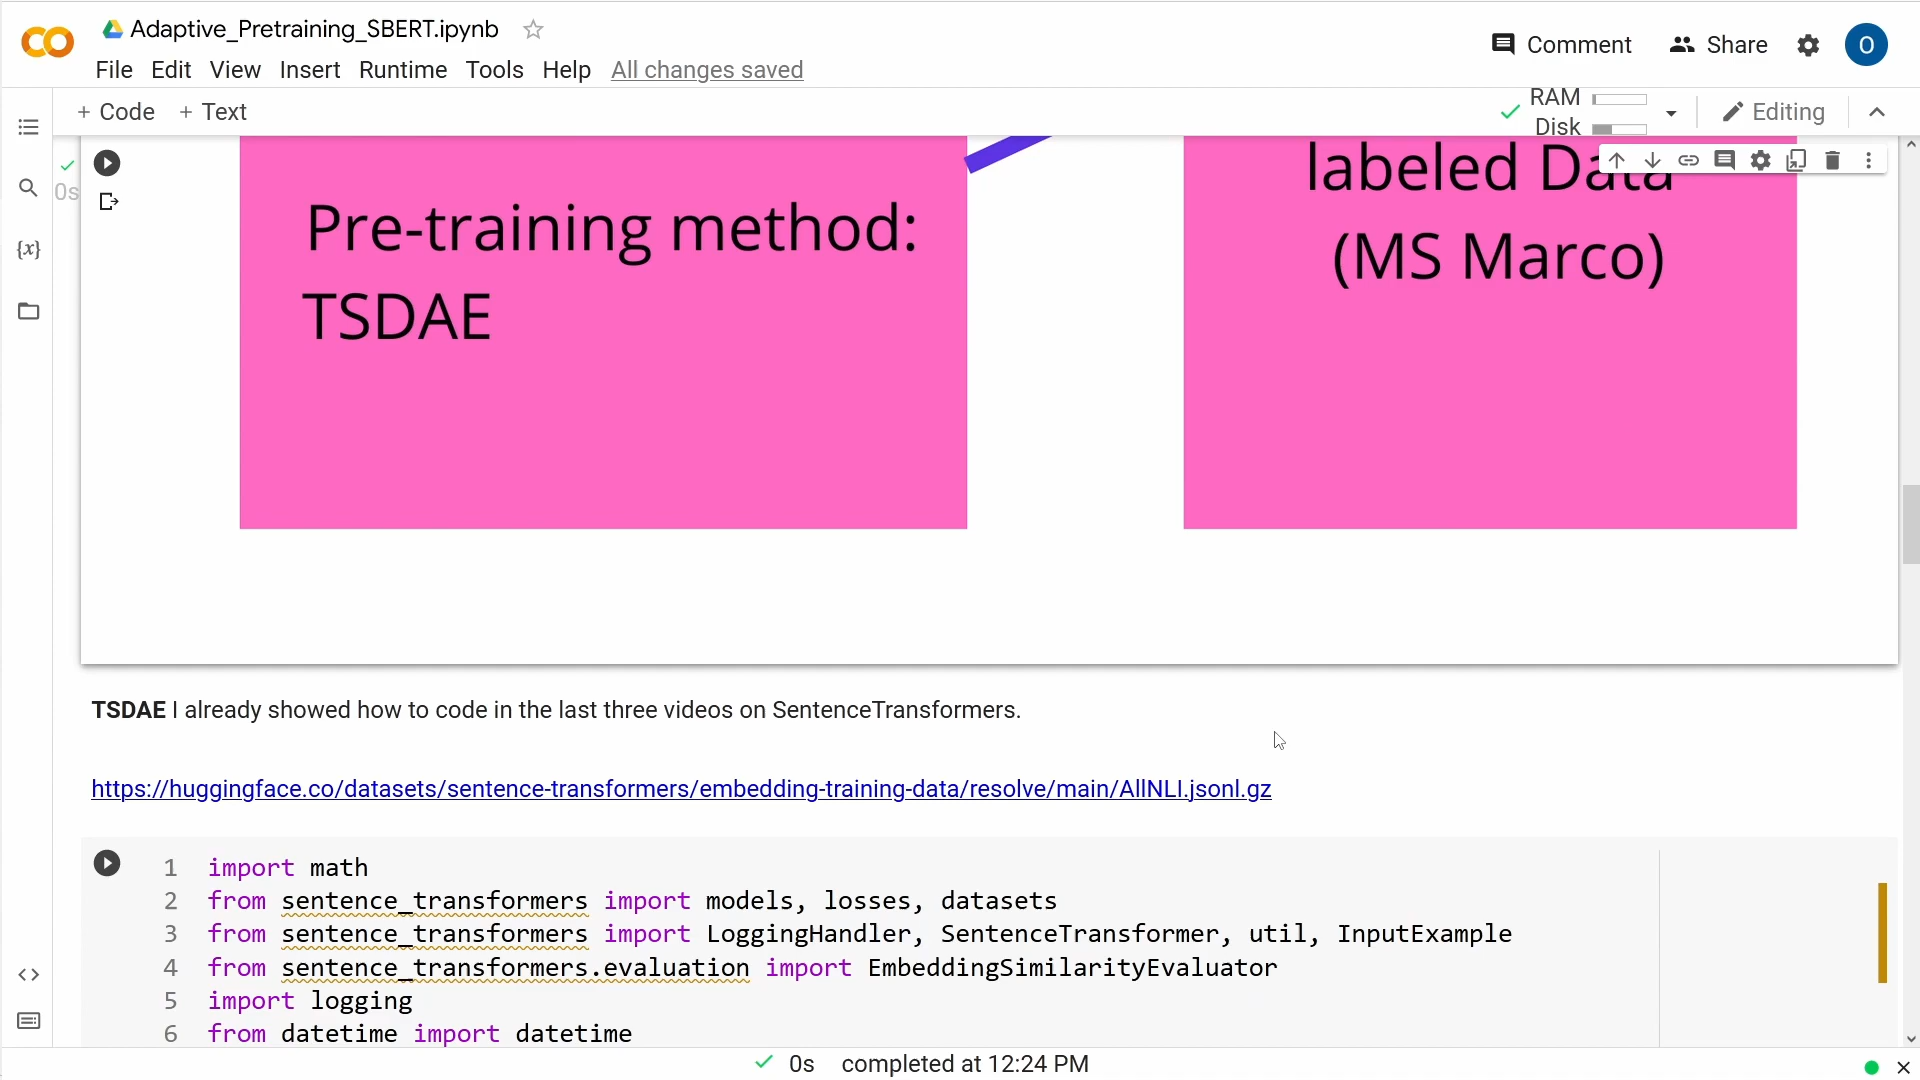 Adaptive_Pretraining_SBERT.ipynb
File Edit View Insert Runtime Tools Help All changes saved
Comment Share O
+ Code + Text
RAM
Disk
Editing
0s
Pre-training method:
TSDAE
labeled Data
(MS Marco)
{x}
TSDAE I already showed how to code in the last three videos on SentenceTransformers.
https://huggingface.co/datasets/sentence-transformers/embedding-training-data/resolve/main/AllNLI.jsonl.gz
1 import math
2 from sentence_transformers import models, losses, datasets
3 from sentence_transformers import LoggingHandler, SentenceTransformer, util, InputExample
4 from sentence_transformers.evaluation import EmbeddingSimilarityEvaluator
5 import logging
6 from datetime import datetime
0s completed at 12:24 PM